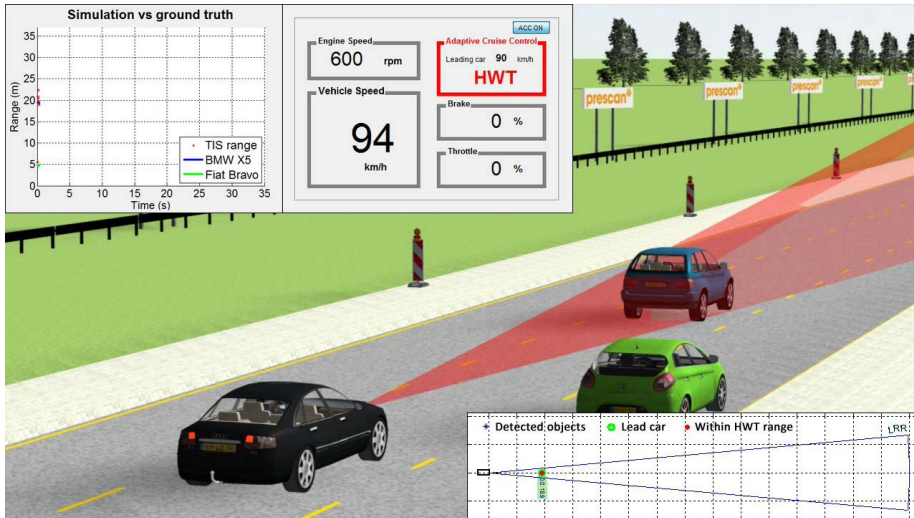 Simulation vs ground truth
Range (m)
35
30
25
20
15
10
5
0
0 5 10 15 20 25 30 35
Time (s)
TIS range
BMW X5
Fiat Bravo
ACC ON
Engine Speed
600 rpm
Vehicle Speed
94
km/h
Adaptive Cruise Control
Leading car 90 km/h
HWT
Brake
0 %
Throttle
0 %
prescan
prescan
prescan
prescan
prescan
Detected objects Lead car Within HWT range
LRR